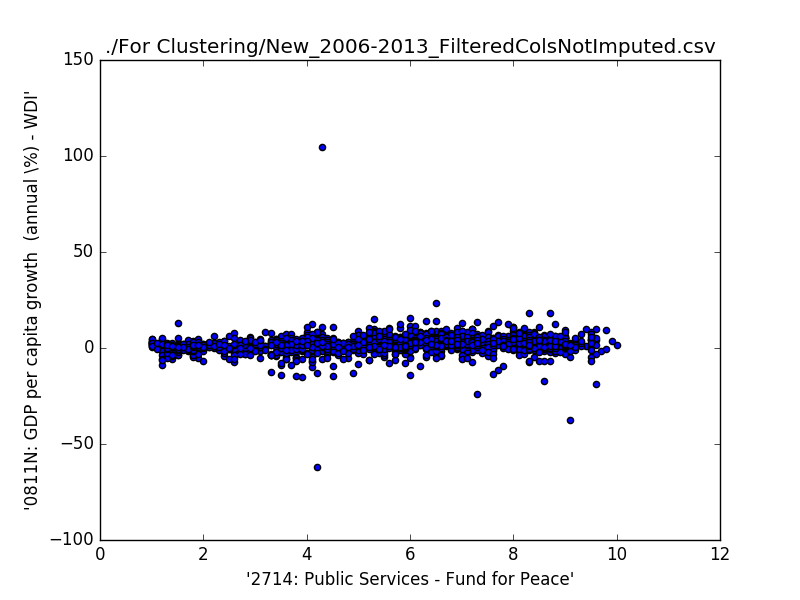 ./For Clustering/New_2006-2013_FilteredColsNotImputed.csv
150
100
50
0
−50
−100
'0811N: GDP per capita growth  (annual \%) - WDI'
0 2 4 6 8 10 12
'2714: Public Services - Fund for Peace'